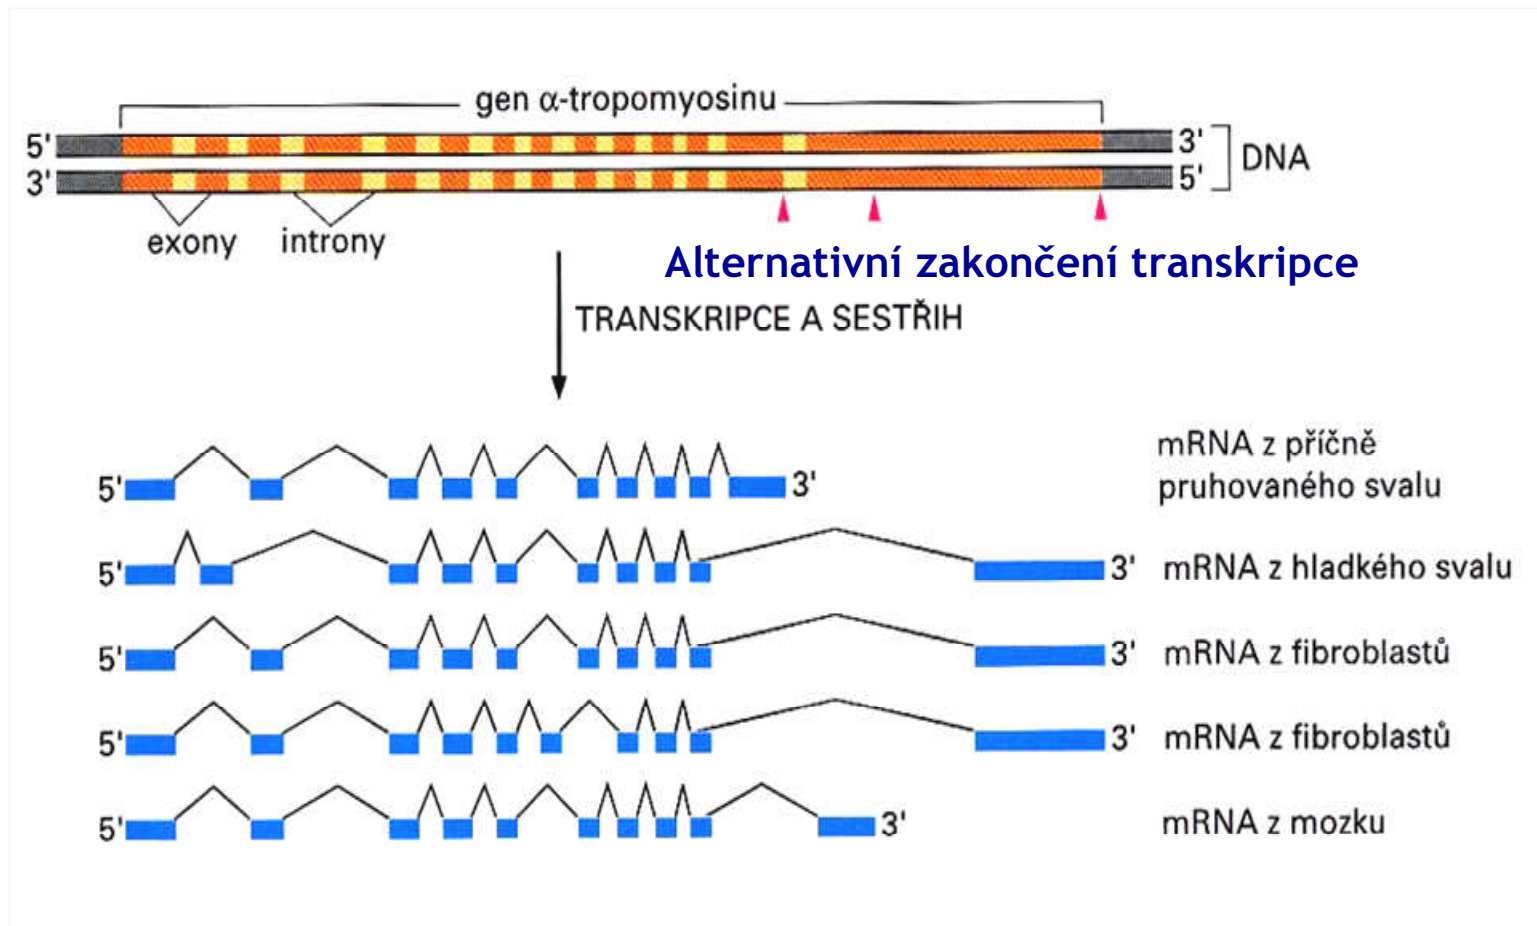 gen α-tropomyosinu
5' 3'
3' 5'
DNA
exony introny
Alternativní zakončení transkripce
TRANSKRIPCE A SESTŘIH
5' 3' mRNA z příčně
pruhovaného svalu
5' 3' mRNA z hladkého svalu
5' 3' mRNA z fibroblastů
5' 3' mRNA z fibroblastů
5' 3' mRNA z mozku